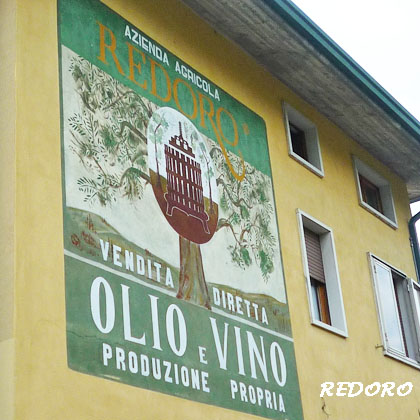 AZIENDA AGRICOLA
REDORO
VENDITA DIRETTA
OLIO E VINO
PRODUZIONE PROPRIA
REDORO